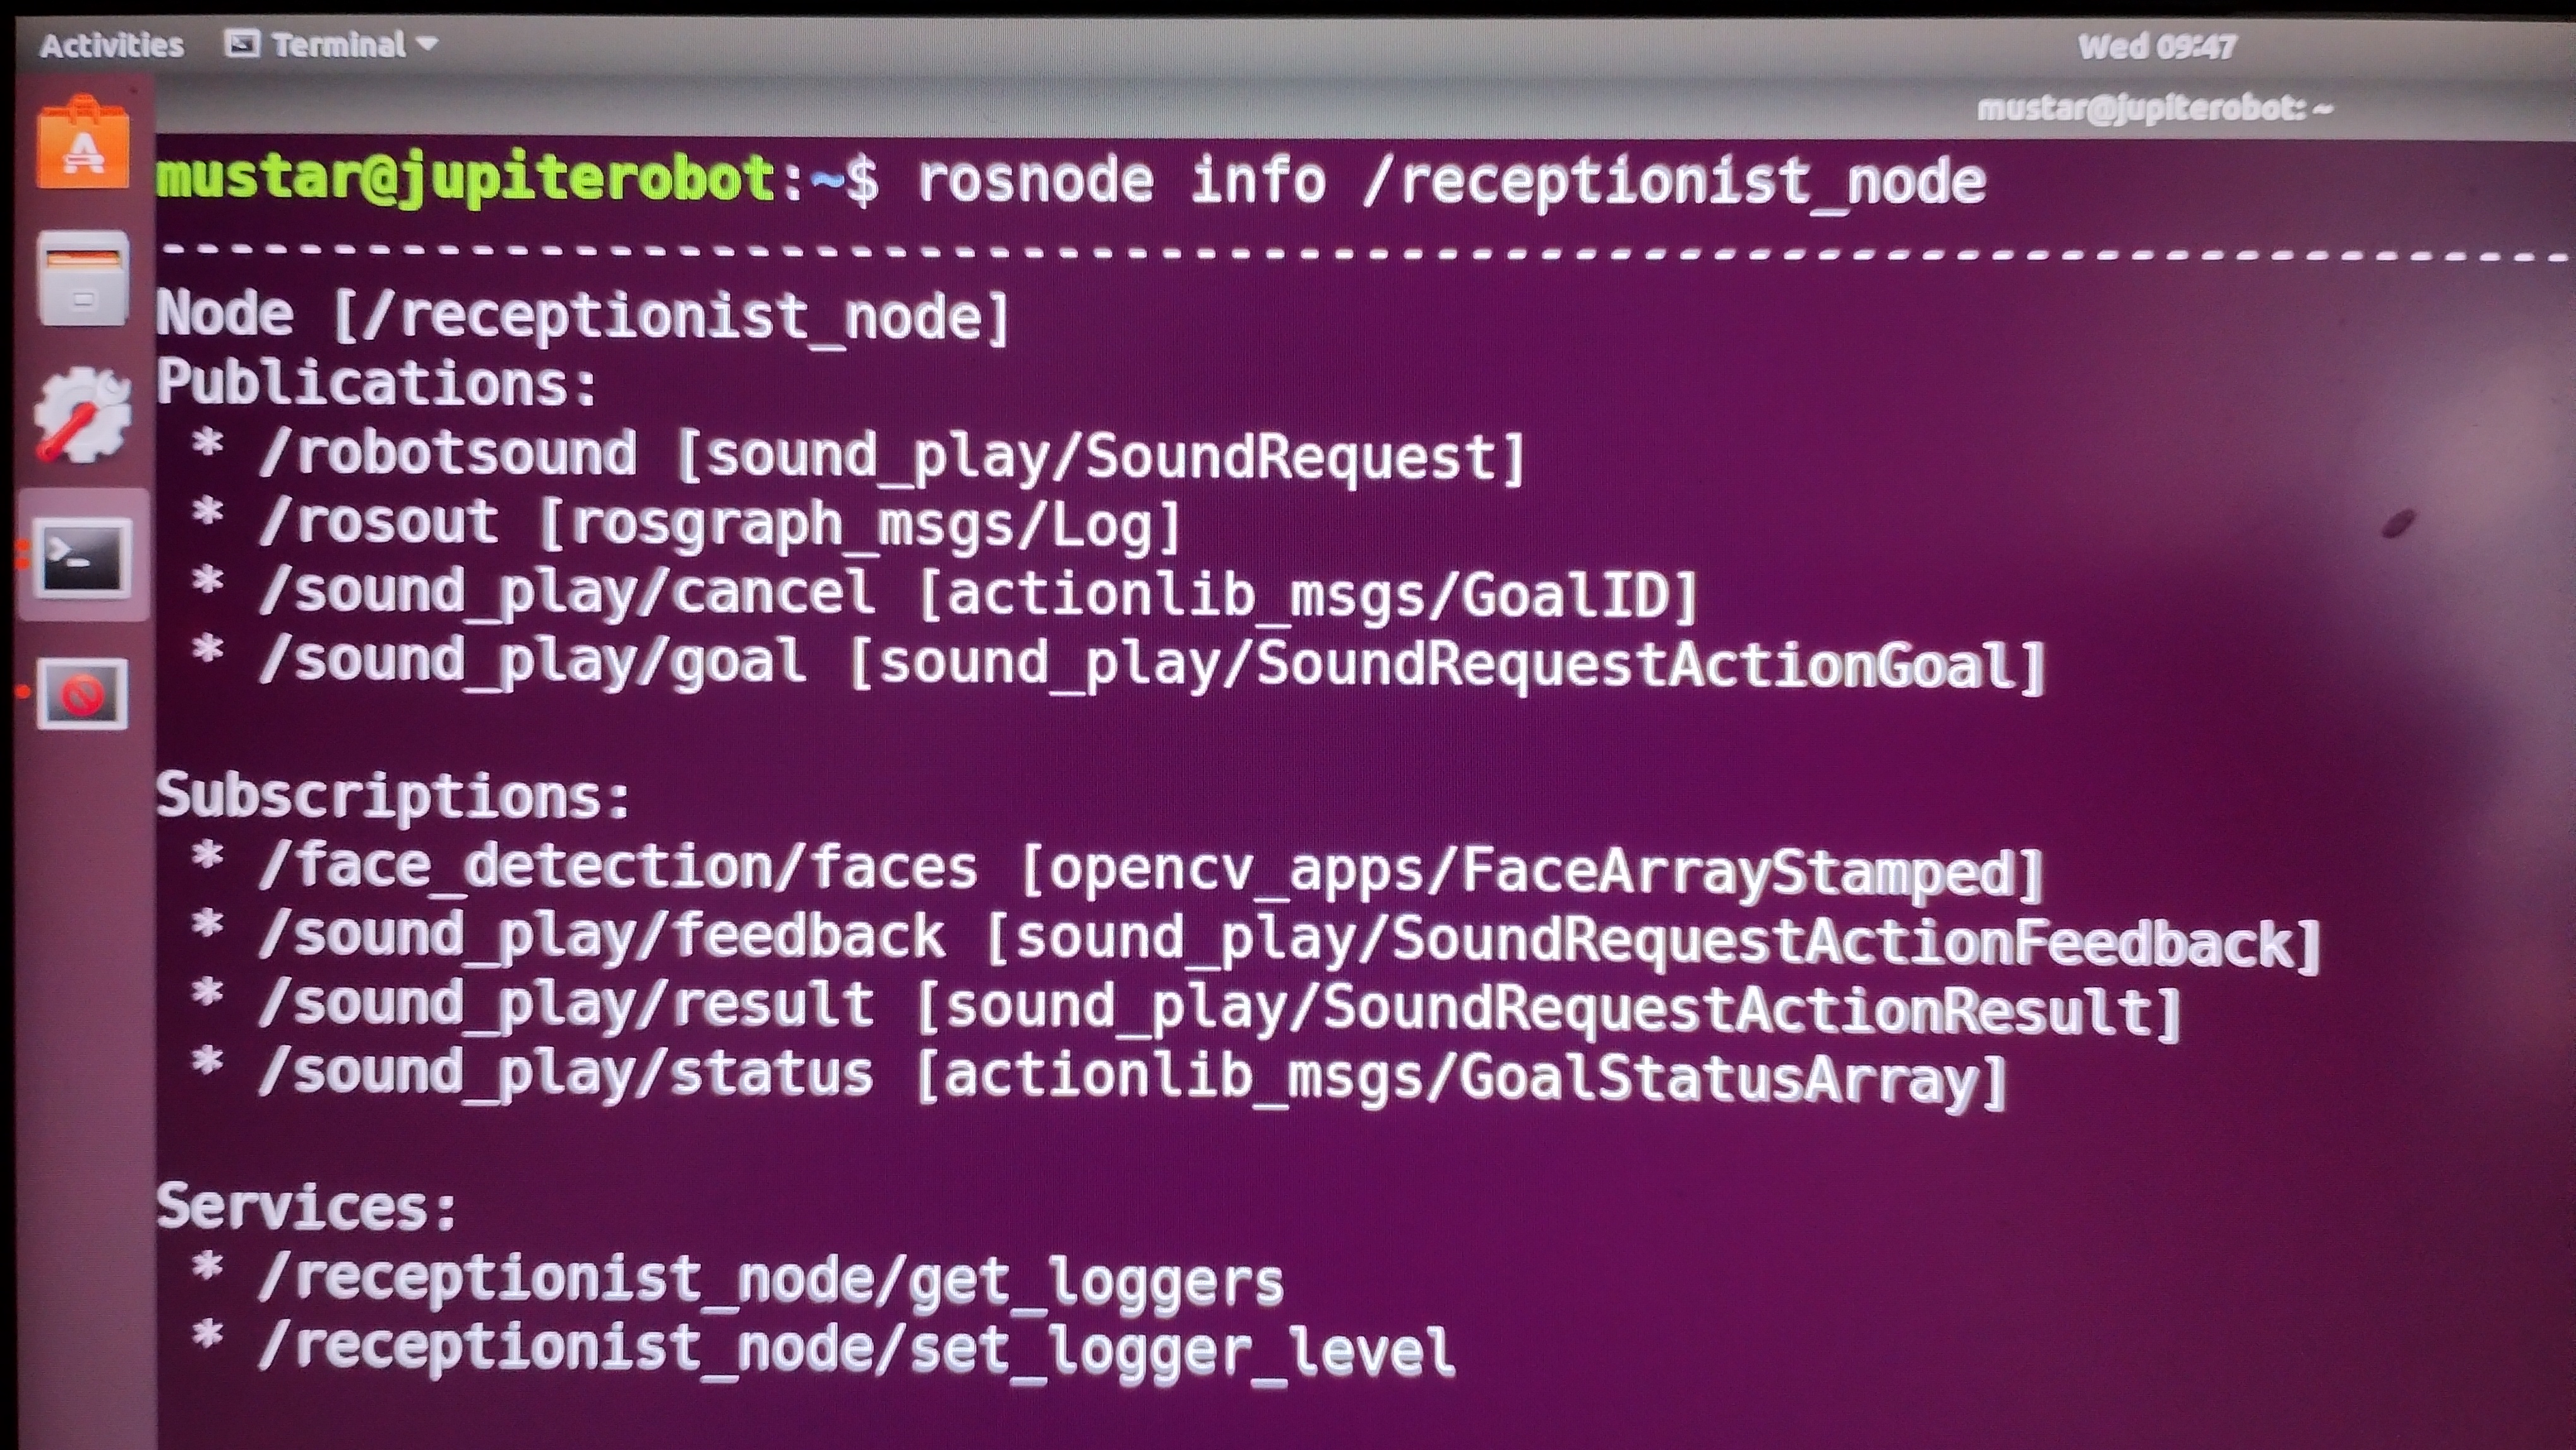 Activities Terminal Wed 09:47
mustar@jupiterobot: ~
mustar@jupiterobot:~$ rosnode info /receptionist_node
--------------------------------------------------------------------------------
Node [/receptionist_node]
Publications:
 * /robotsound [sound_play/SoundRequest]
 * /rosout [rosgraph_msgs/Log]
 * /sound_play/cancel [actionlib_msgs/GoalID]
 * /sound_play/goal [sound_play/SoundRequestActionGoal]

Subscriptions:
 * /face_detection/faces [opencv_apps/FaceArrayStamped]
 * /sound_play/feedback [sound_play/SoundRequestActionFeedback]
 * /sound_play/result [sound_play/SoundRequestActionResult]
 * /sound_play/status [actionlib_msgs/GoalStatusArray]

Services:
 * /receptionist_node/get_loggers
 * /receptionist_node/set_logger_level